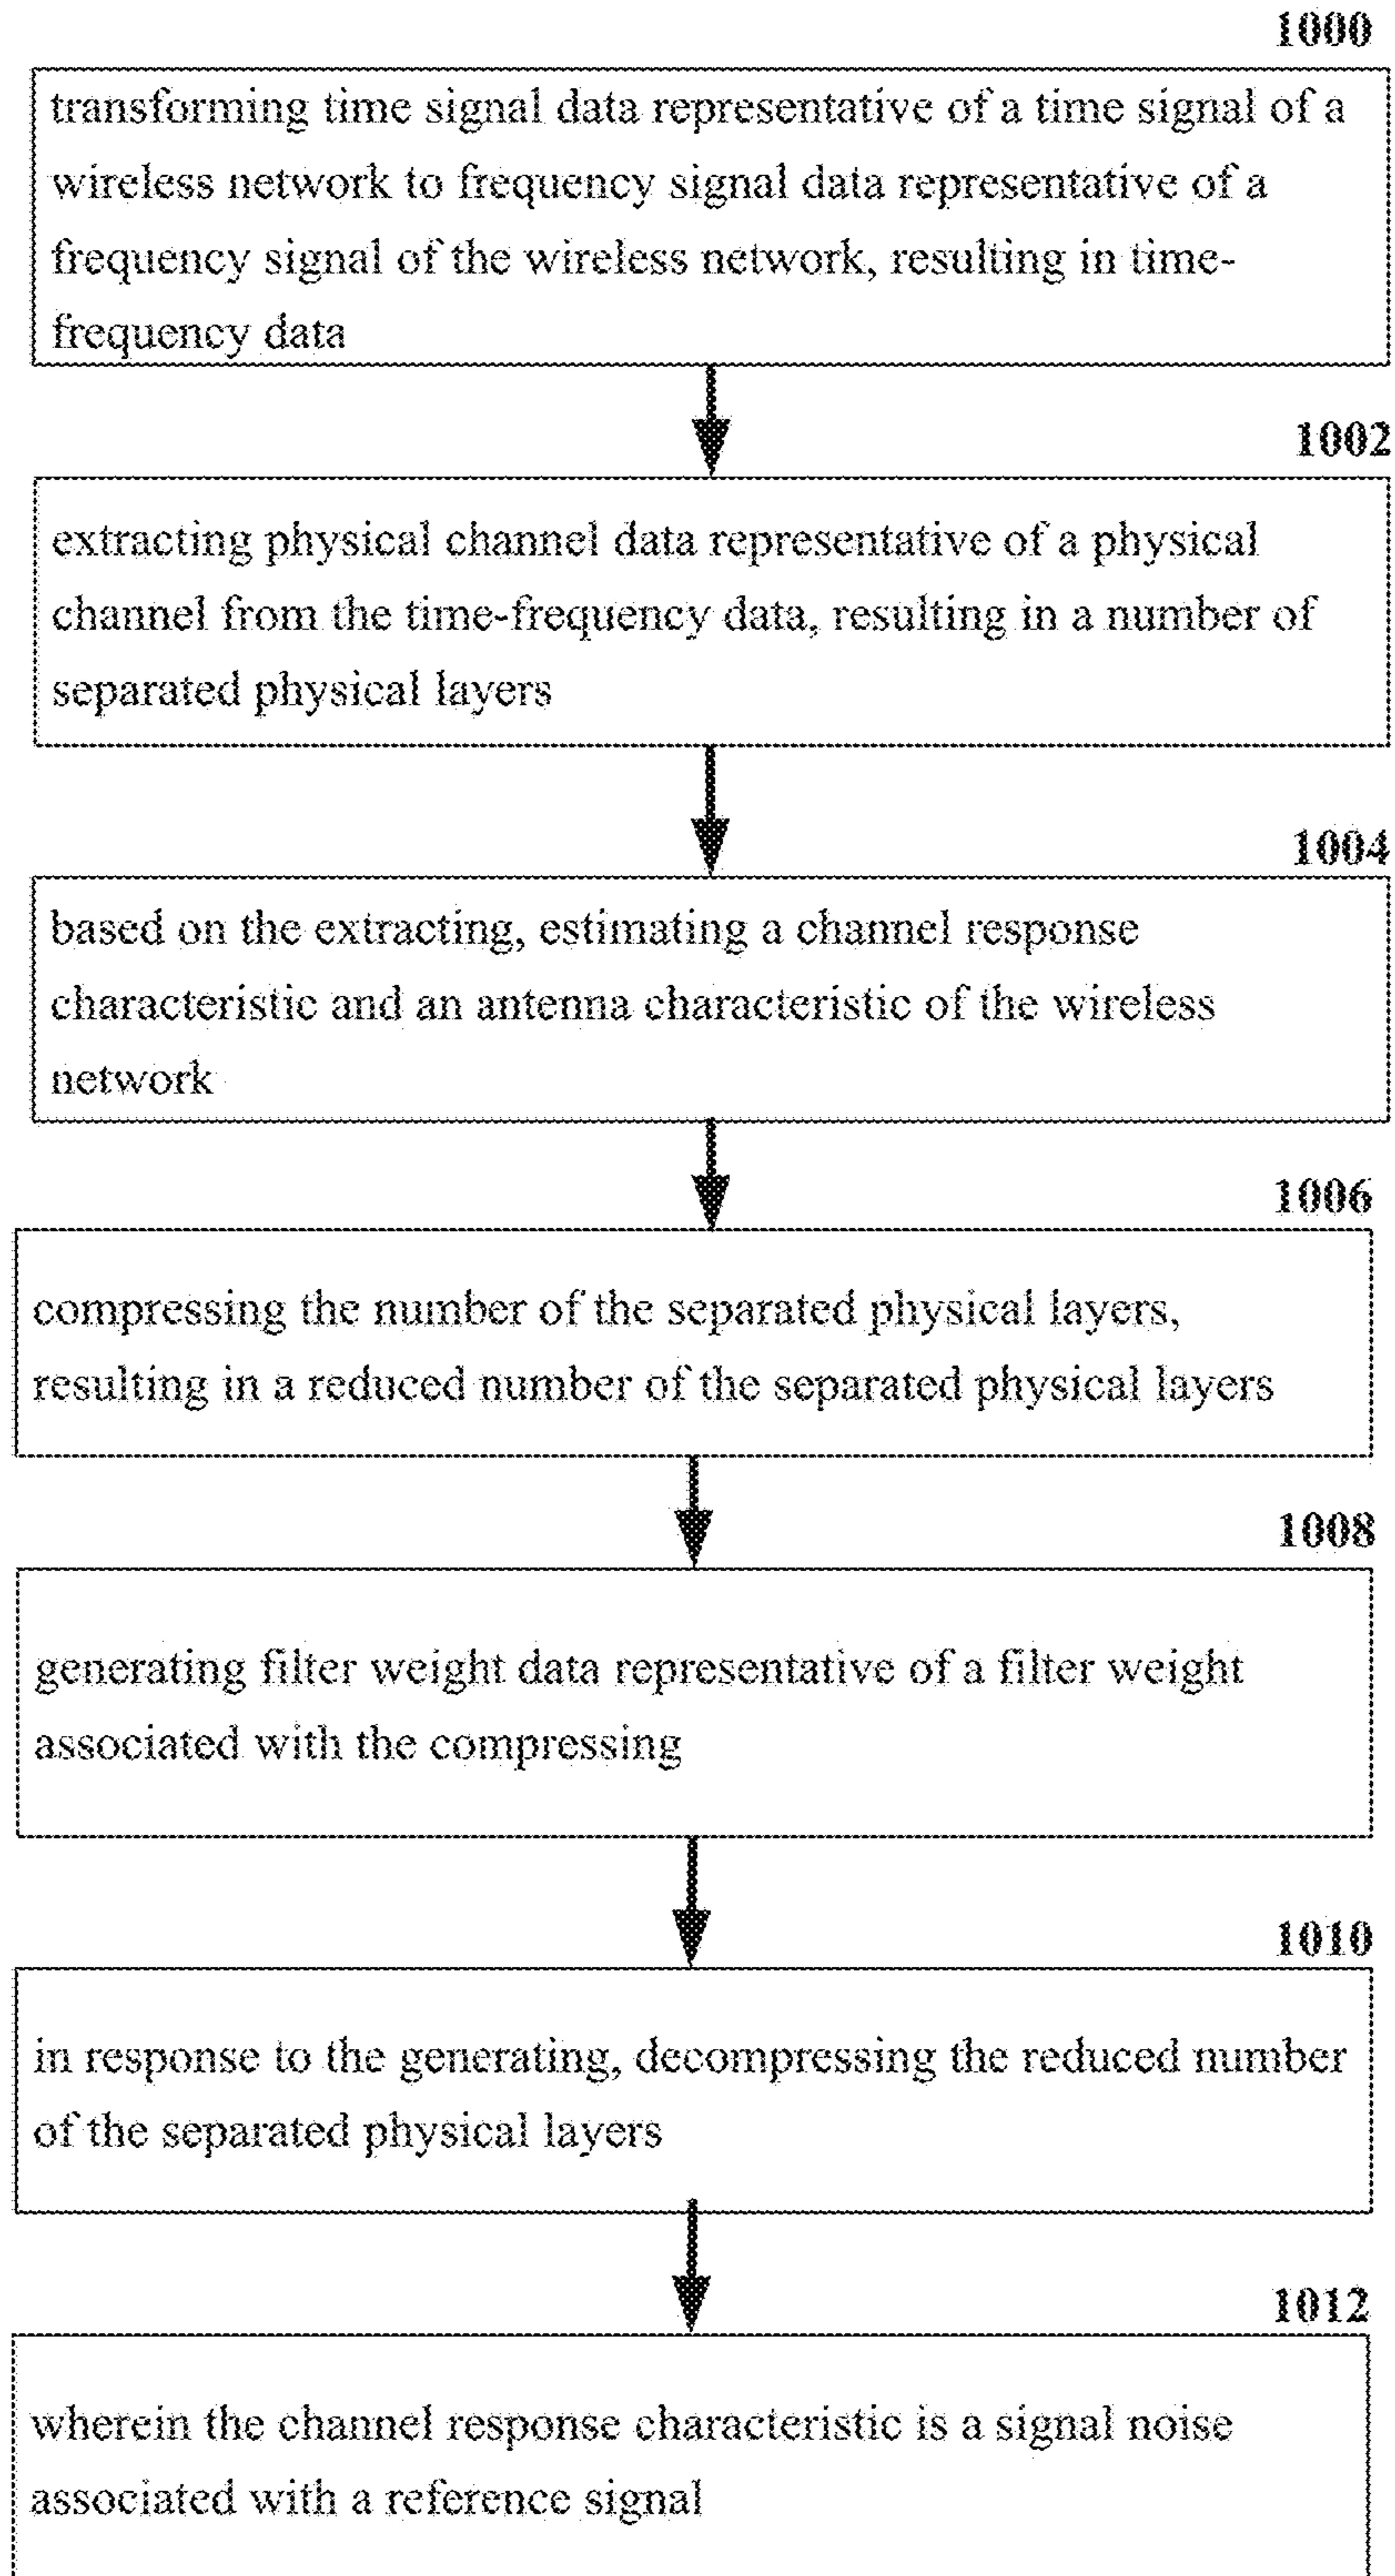 1000
transforming time signal data representative of a time signal of a
wireless network to frequency signal data representative of a
frequency signal of the wireless network, resulting in time-
frequency data
1002
extracting physical channel data representative of a physical
channel from the time-frequency data, resulting in a number of
separated physical layers
1004
based on the extracting, estimating a channel response
characteristic and an antenna characteristic of the wireless
network
1006
compressing the number of the separated physical layers,
resulting in a reduced number of the separated physical layers
1008
generating filter weight data representative of a filter weight
associated with the compressing
1010
in response to the generating, decompressing the reduced number
of the separated physical layers
1012
wherein the channel response characteristic is a signal noise
associated with a reference signal